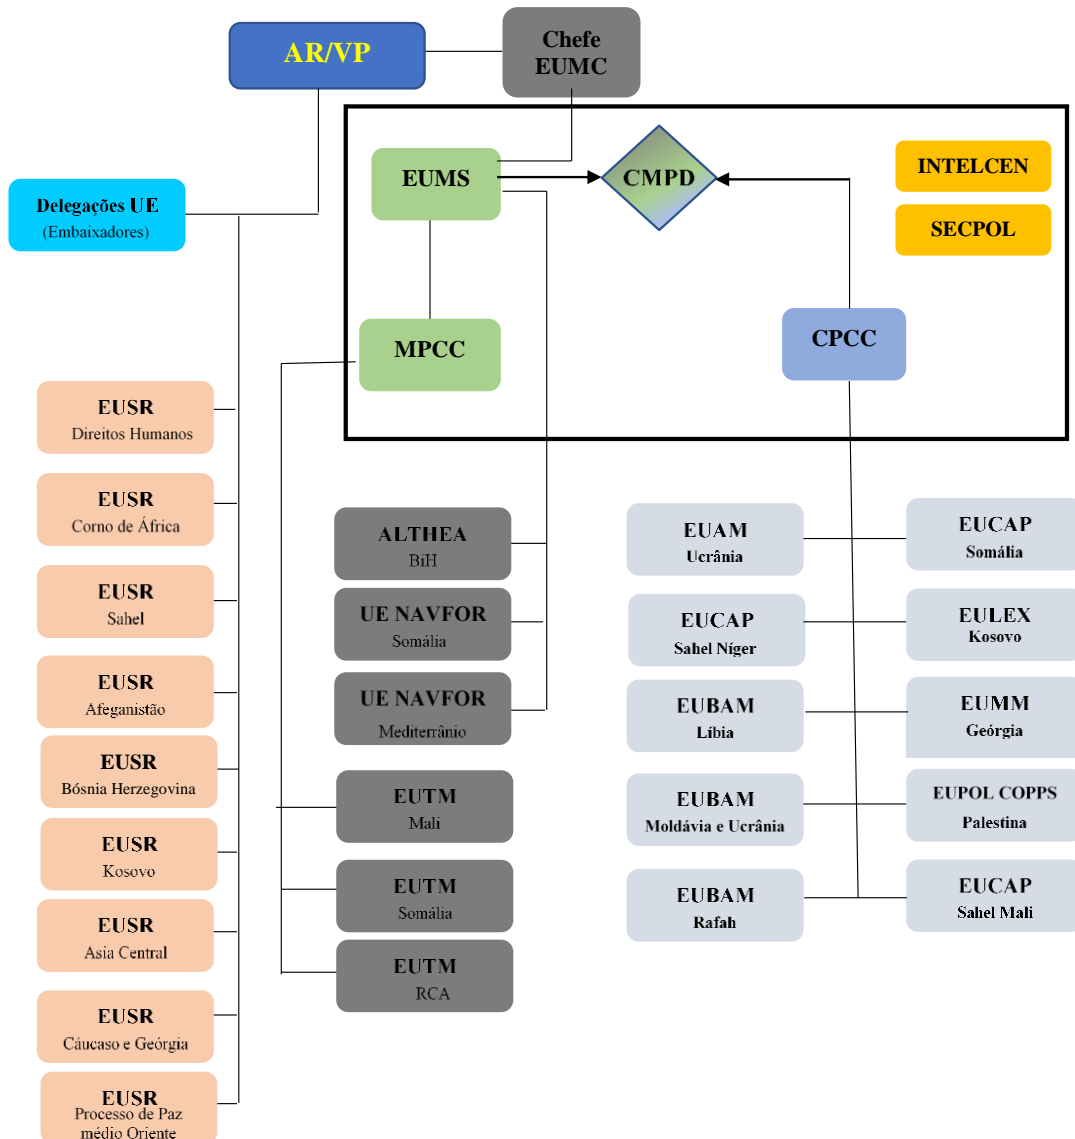 AR/VP
Chefe
EUMC
EUMS
CMPD
INTELCEN
SECPOL
Delegações UE
(Embaixadores)
MPCC
CPCC
EUSR
Direitos Humanos
EUSR
Corno de África
EUSR
Sahel
EUSR
Afeganistão
EUSR
Bósnia Herzegovina
EUSR
Kosovo
EUSR
Asia Central
EUSR
Cáucaso e Geórgia
EUSR
Processo de Paz
médio Oriente
ALTHEA
BiH
UE NAVFOR
Somália
UE NAVFOR
Mediterrânio
EUTM
Mali
EUTM
Somália
EUTM
RCA
EUAM
Ucrânia
EUCAP
Sahel Níger
EUBAM
Líbia
EUBAM
Moldávia e Ucrânia
EUBAM
Rafah
EUCAP
Somália
EULEX
Kosovo
EUMM
Geórgia
EUPOL COPPS
Palestina
EUCAP
Sahel Mali